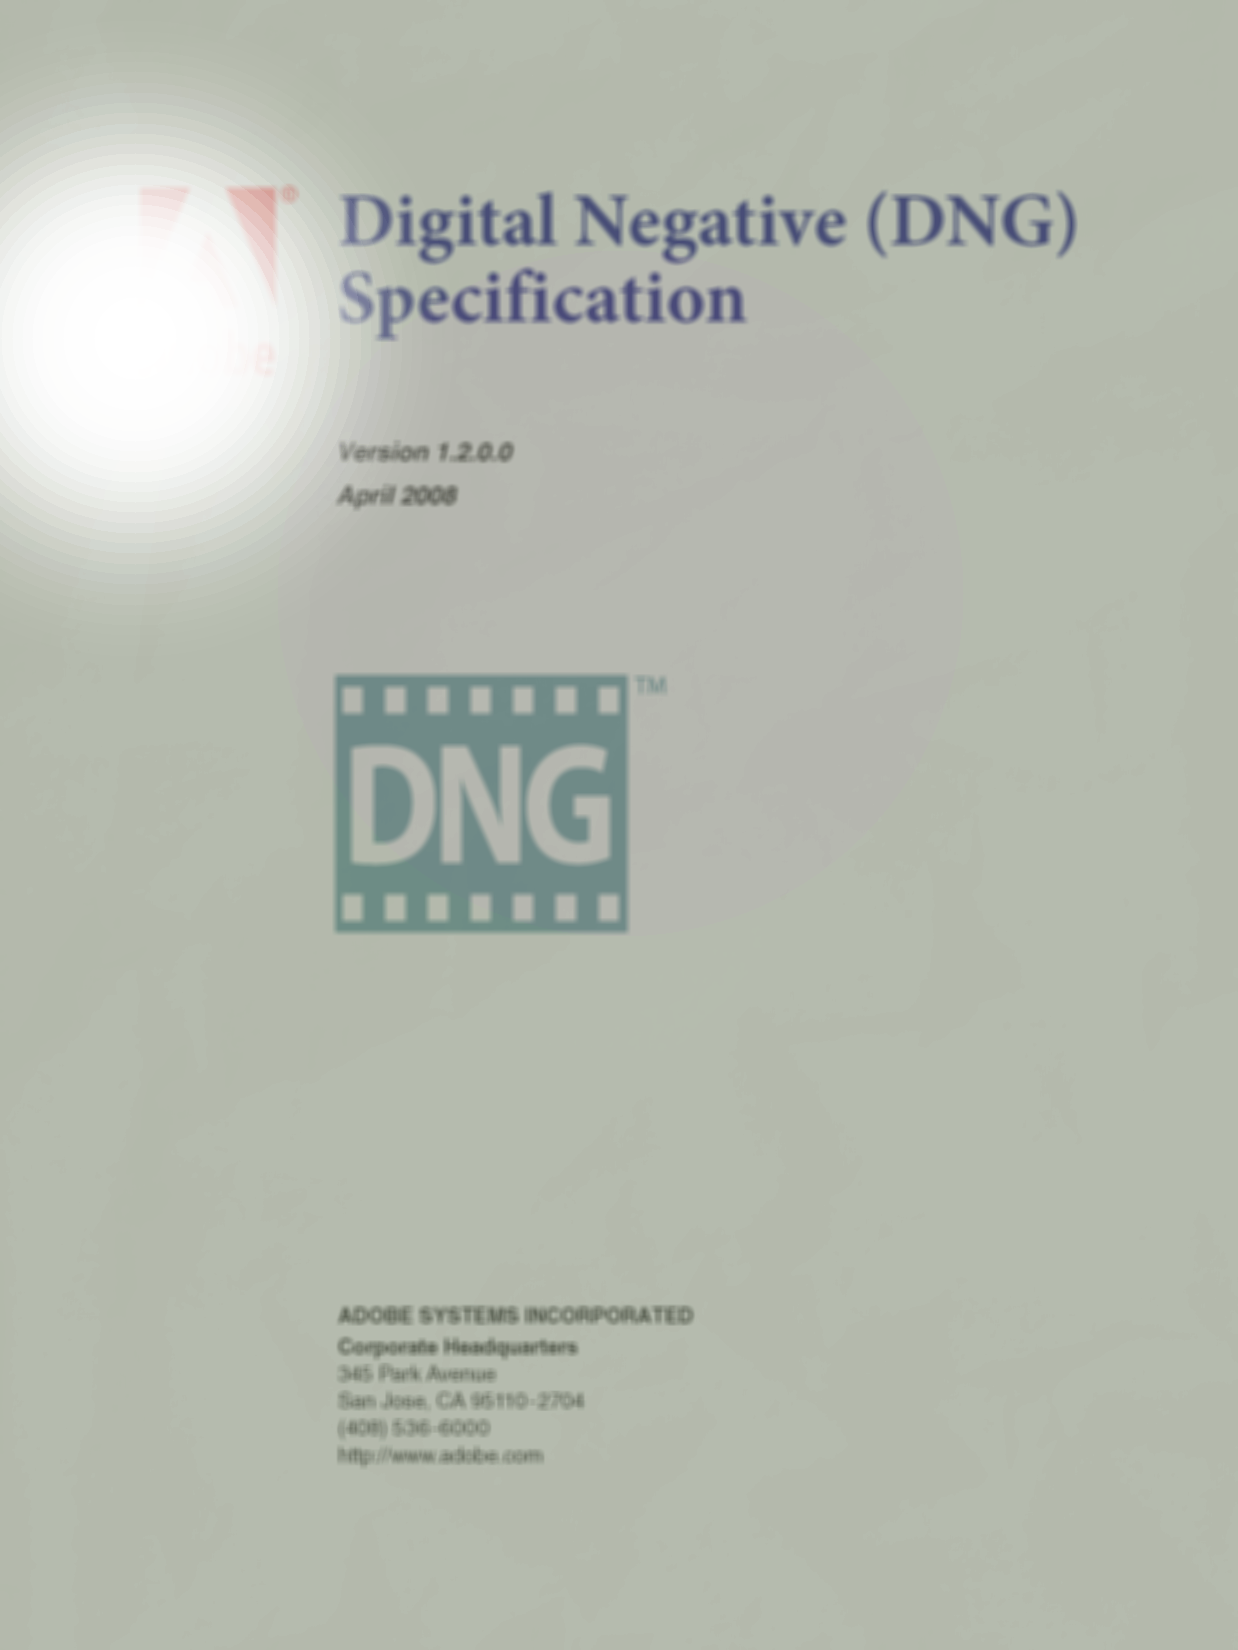 ®
Digital Negative (DNG)
Specification
Version 1.2.0.0
April 2008
TM
DNG
ADOBE SYSTEMS INCORPORATED
Corporate Headquarters
345 Park Avenue
San Jose, CA 95110-2704
(408) 536-6000
http://www.adobe.com